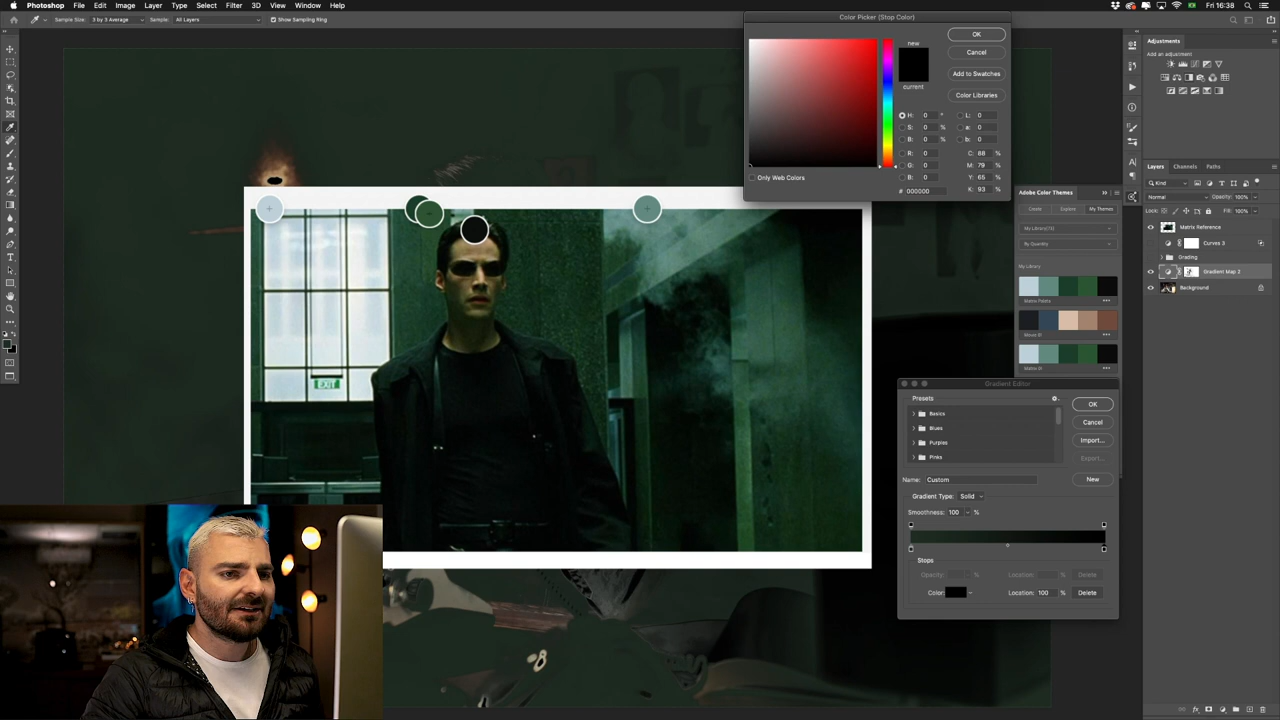 Photoshop File Edit Image Layer Type Select Filter 3D View Window Help Fri 16:38
Sample Size: 3 by 3 Average Sample: All Layers Show Sampling Ring
Color Picker (Stop Color)
OK
new
Cancel
Add to Swatches
current
Color Libraries
H: 0 ° L: 0
S: 0 % a: 0
B: 0 % b: 0
R: 0 C: 88 %
G: 0 M: 79 %
B: 0 Y: 65 %
Only Web Colors
# 000000 K: 93 %
Adjustments
Add an adjustment
Layers Channels Paths
Kind
Normal Opacity: 100%
Lock: Fill: 100%
Matrix Reference
Curves 3
Grading
Gradient Map 2
Background
Adobe Color Themes
Create Explore My Themes
My Library(13)
By Quantity
My Library
Matrix Palette
EXIT
Gradient Editor
Presets
Basics
Blues
Purples
Pinks
OK
Cancel
Import...
Export...
Name: Custom New
Gradient Type: Solid
Smoothness: 100 %
Stops
Opacity: % Location: % Delete
Color: Location: 100 % Delete